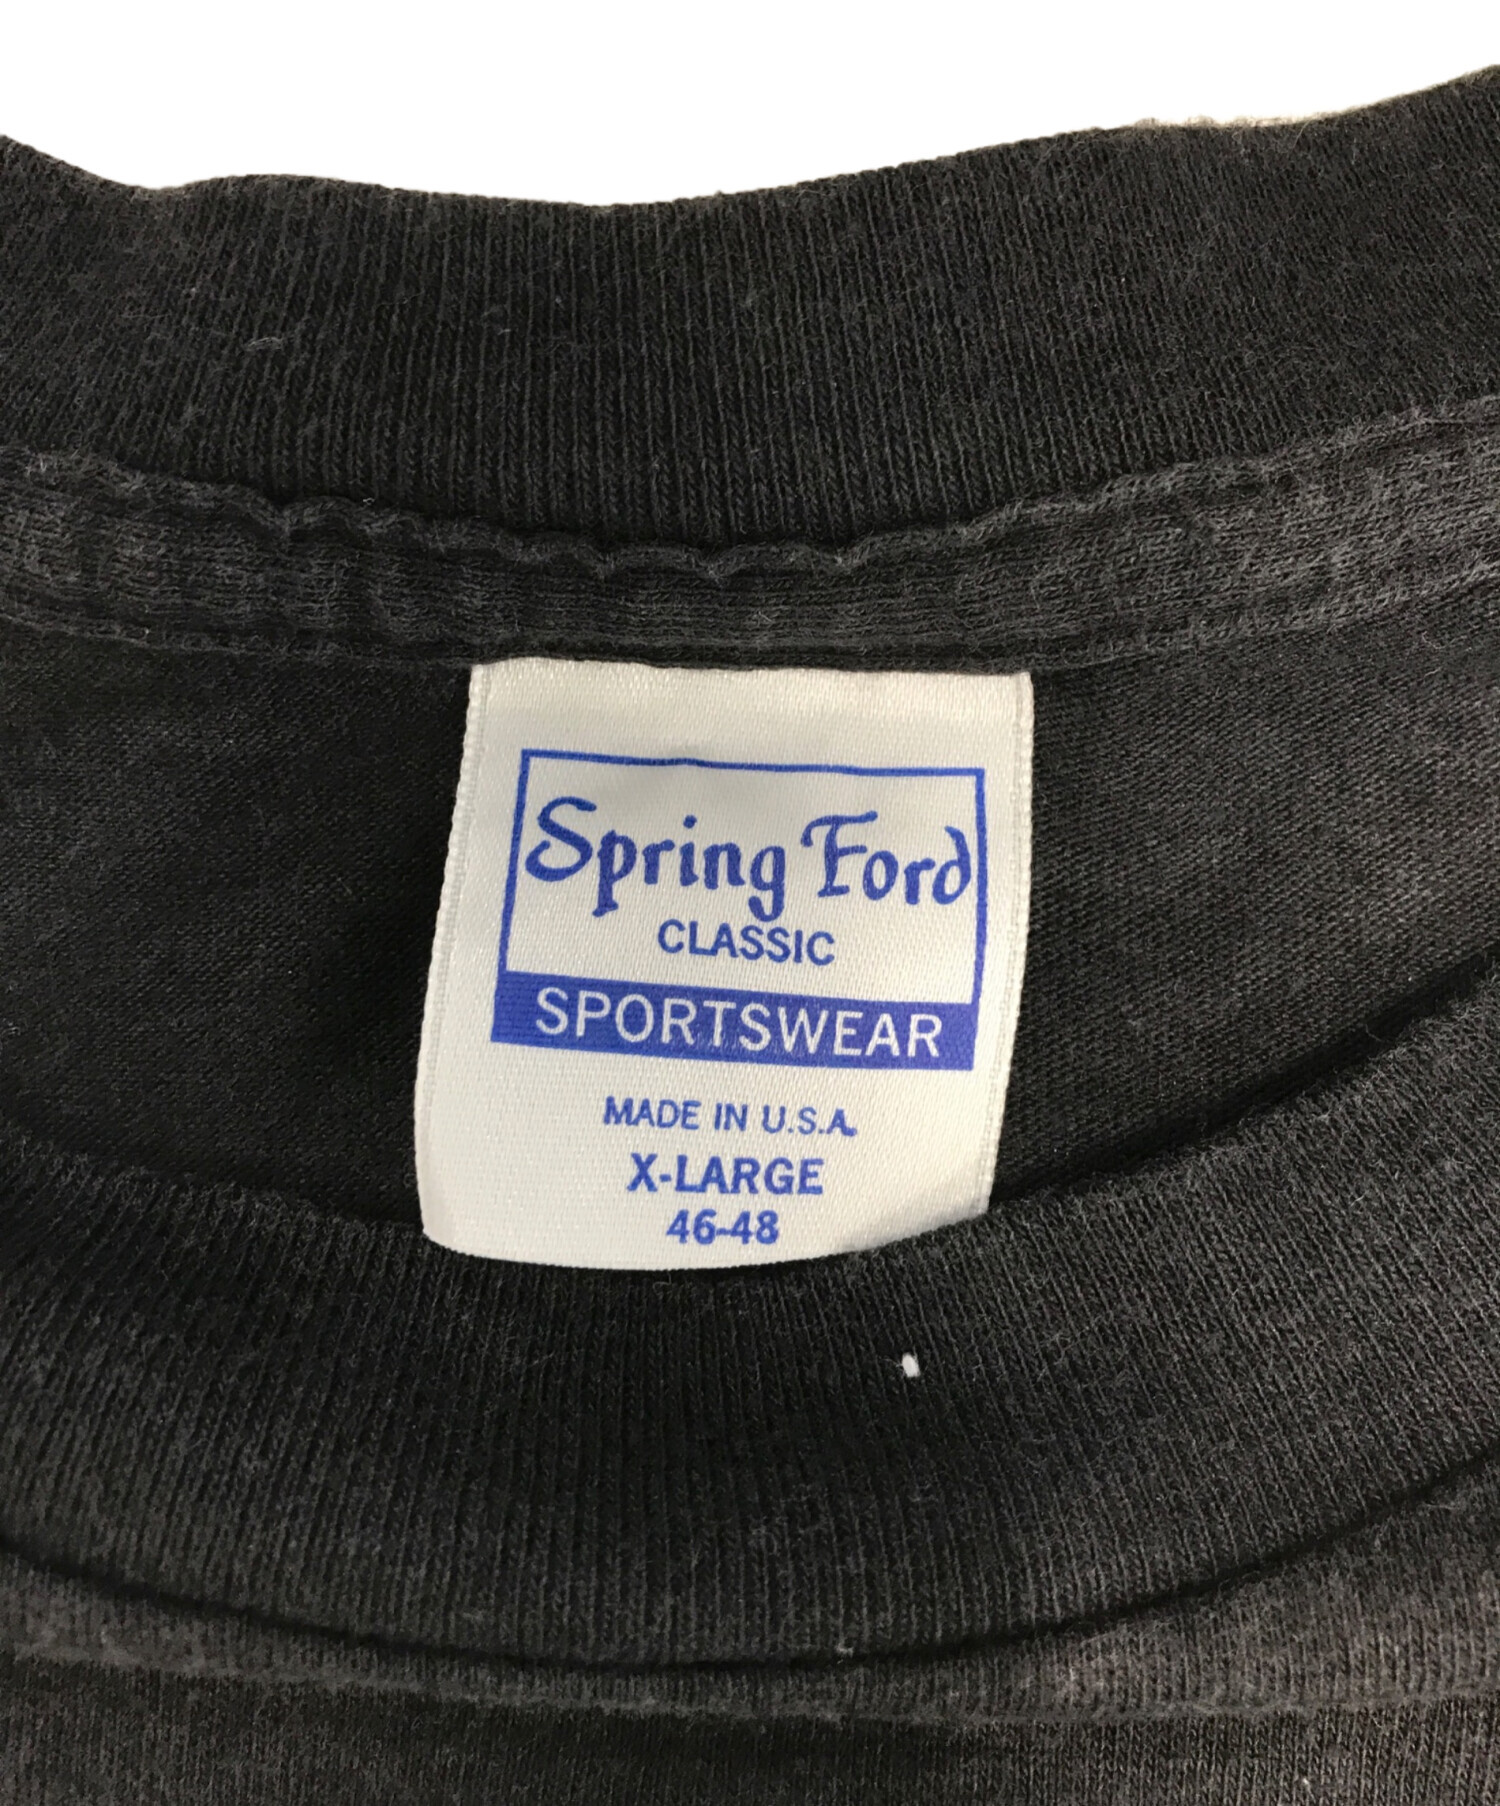 Spring Ford
CLASSIC
SPORTSWEAR
MADE IN U.S.A.
X-LARGE
46-48